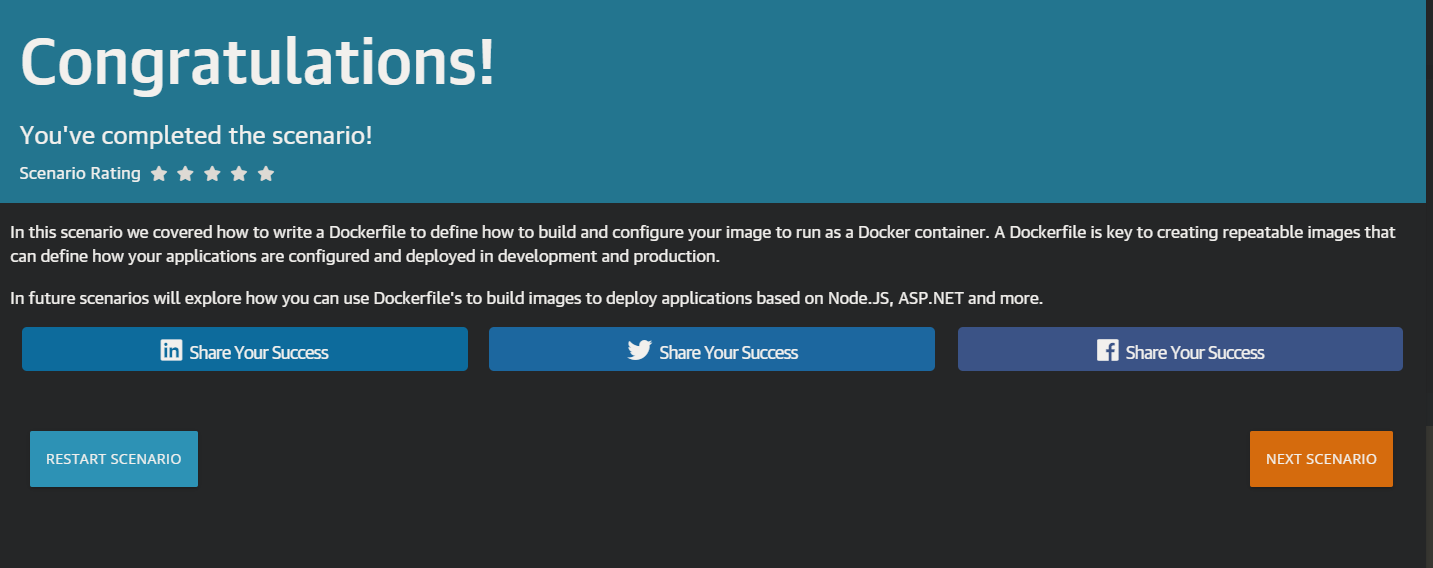 Congratulations!
You've completed the scenario!
Scenario Rating
In this scenario we covered how to write a Dockerfile to define how to build and configure your image to run as a Docker container. A Dockerfile is key to creating repeatable images that
can define how your applications are configured and deployed in development and production.
In future scenarios will explore how you can use Dockerfile's to build images to deploy applications based on Node.JS, ASP.NET and more.
in Share Your Success
Share Your Success
f Share Your Success
RESTART SCENARIO
NEXT SCENARIO